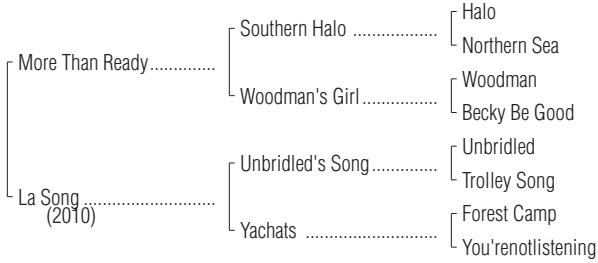 Halo
Southern Halo ..................
Northern Sea
More Than Ready..............
Woodman
Woodman's Girl................
Becky Be Good
Unbridled
Unbridled's Song..............
Trolley Song
La Song ............................
(2010)
Forest Camp
Yachats ............................
You'renotlistening